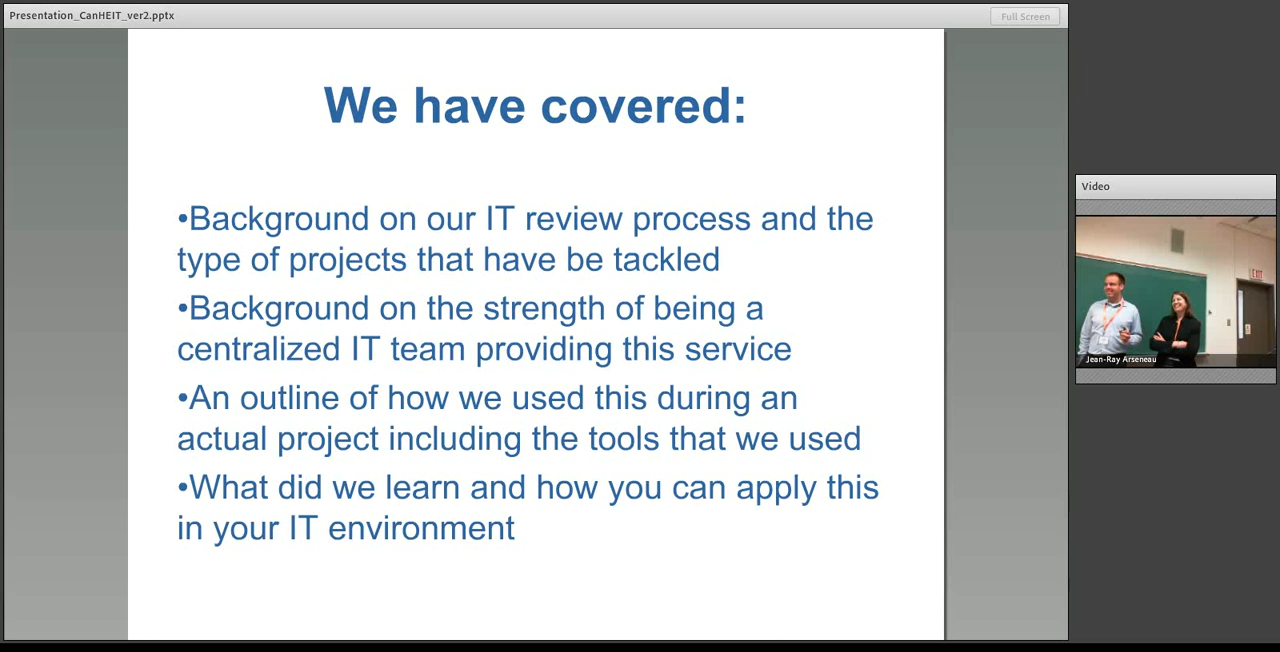 Presentation_CanHEIT_ver2.pptx
Full Screen
We have covered:
•Background on our IT review process and the
type of projects that have be tackled
•Background on the strength of being a
centralized IT team providing this service
•An outline of how we used this during an
actual project including the tools that we used
•What did we learn and how you can apply this
in your IT environment
Video
EXIT
Jean-Ray Arseneau